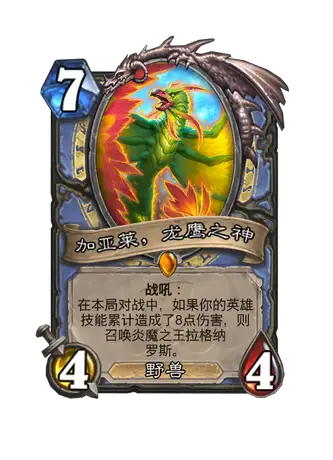 7
加亚莱，龙鹰之神
战吼：
在本局对战中，如果你的英雄
技能累计造成了8点伤害，则
召唤炎魔之王拉格纳
罗斯。
4
野兽
4